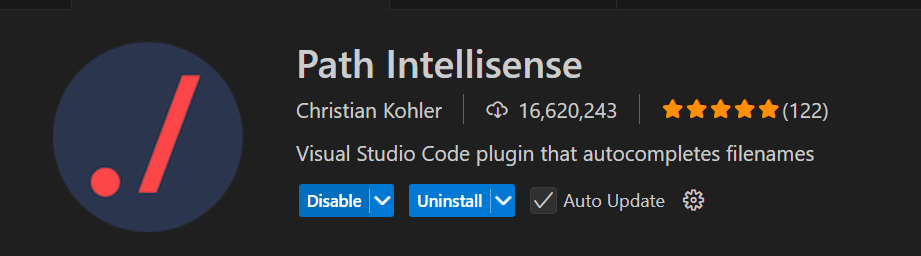 ./
Path Intellisense
Christian Kohler 16,620,243 (122)
Visual Studio Code plugin that autocompletes filenames
Disable Uninstall Auto Update